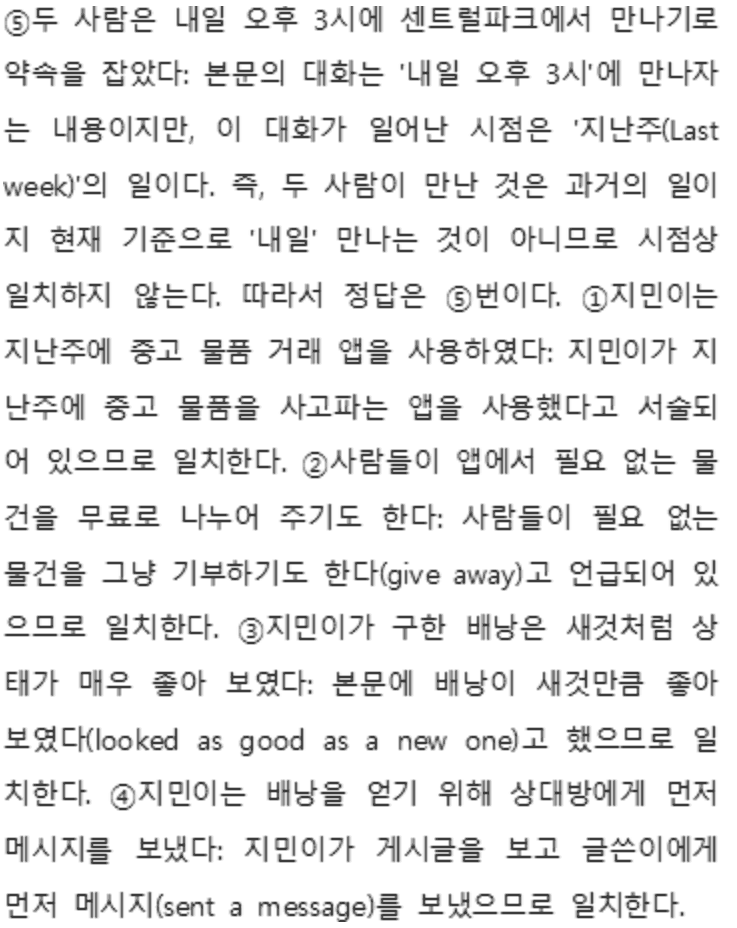 ⑤두 사람은 내일 오후 3시에 센트럴파크에서 만나기로
약속을 잡았다: 본문의 대화는 '내일 오후 3시'에 만나자
는 내용이지만, 이 대화가 일어난 시점은 '지난주(Last
week)'의 일이다. 즉, 두 사람이 만난 것은 과거의 일이
지 현재 기준으로 '내일' 만나는 것이 아니므로 시점상
일치하지 않는다. 따라서 정답은 ⑤번이다. ①지민이는
지난주에 중고 물품 거래 앱을 사용하였다: 지민이가 지
난주에 중고 물품을 사고파는 앱을 사용했다고 서술되
어 있으므로 일치한다. ②사람들이 앱에서 필요 없는 물
건을 무료로 나누어 주기도 한다: 사람들이 필요 없는
물건을 그냥 기부하기도 한다(give away)고 언급되어 있
으므로 일치한다. ③지민이가 구한 배낭은 새것처럼 상
태가 매우 좋아 보였다: 본문에 배낭이 새것만큼 좋아
보였다(looked as good as a new one)고 했으므로 일
치한다. ④지민이는 배낭을 얻기 위해 상대방에게 먼저
메시지를 보냈다: 지민이가 게시글을 보고 글쓴이에게
먼저 메시지(sent a message)를 보냈으므로 일치한다.